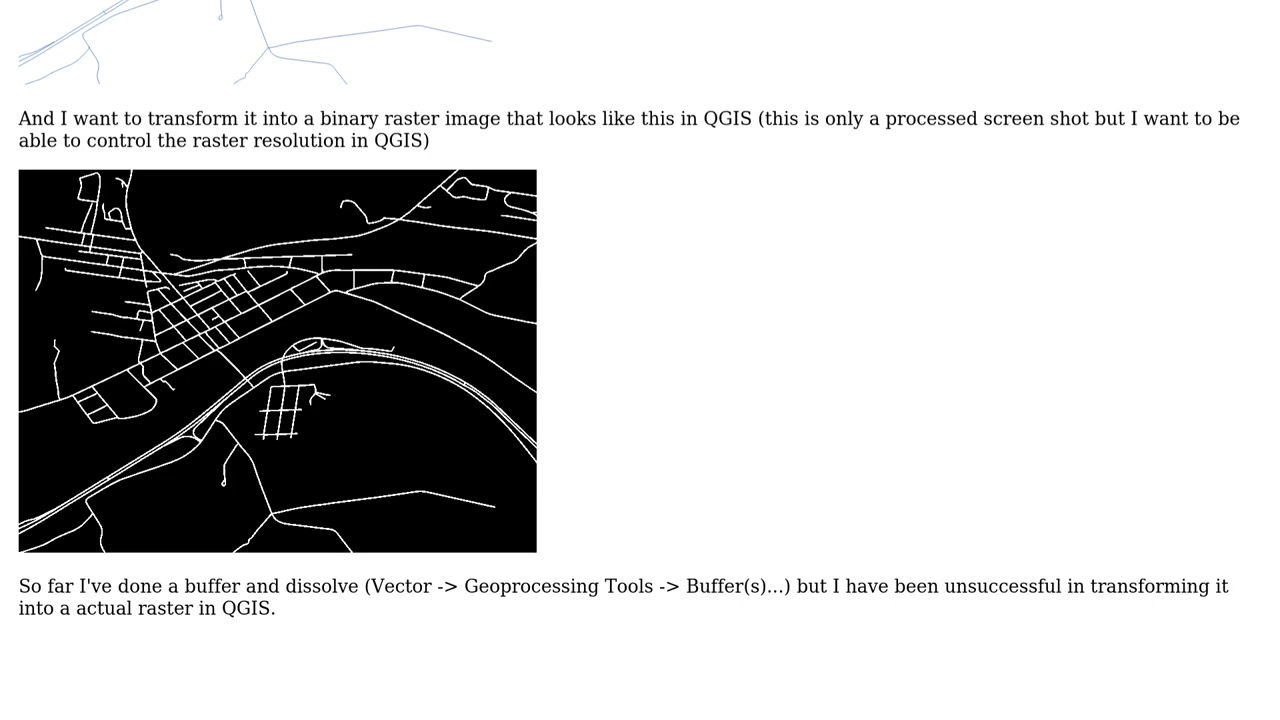 And I want to transform it into a binary raster image that looks like this in QGIS (this is only a processed screen shot but I want to be
able to control the raster resolution in QGIS)
So far I've done a buffer and dissolve (Vector -> Geoprocessing Tools -> Buffer(s)...) but I have been unsuccessful in transforming it
into a actual raster in QGIS.